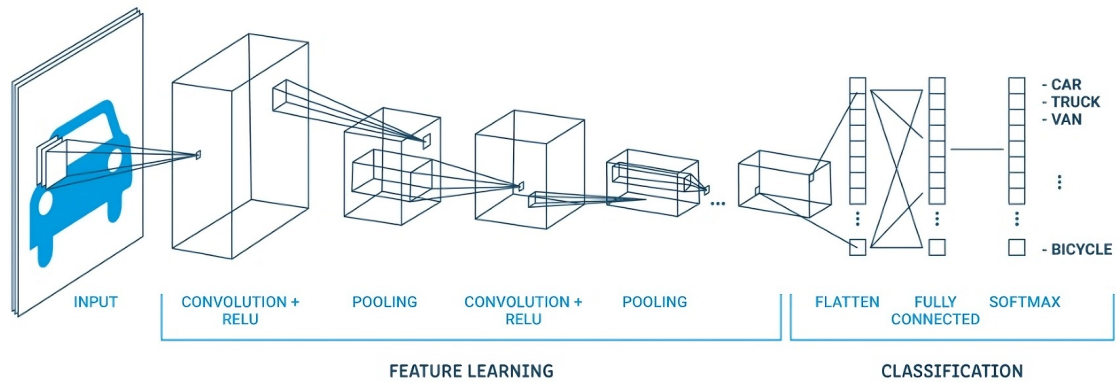 - CAR
- TRUCK
- VAN
- BICYCLE
INPUT
CONVOLUTION +
RELU
POOLING
CONVOLUTION +
RELU
POOLING
FLATTEN
FULLY
CONNECTED
SOFTMAX
FEATURE LEARNING
CLASSIFICATION